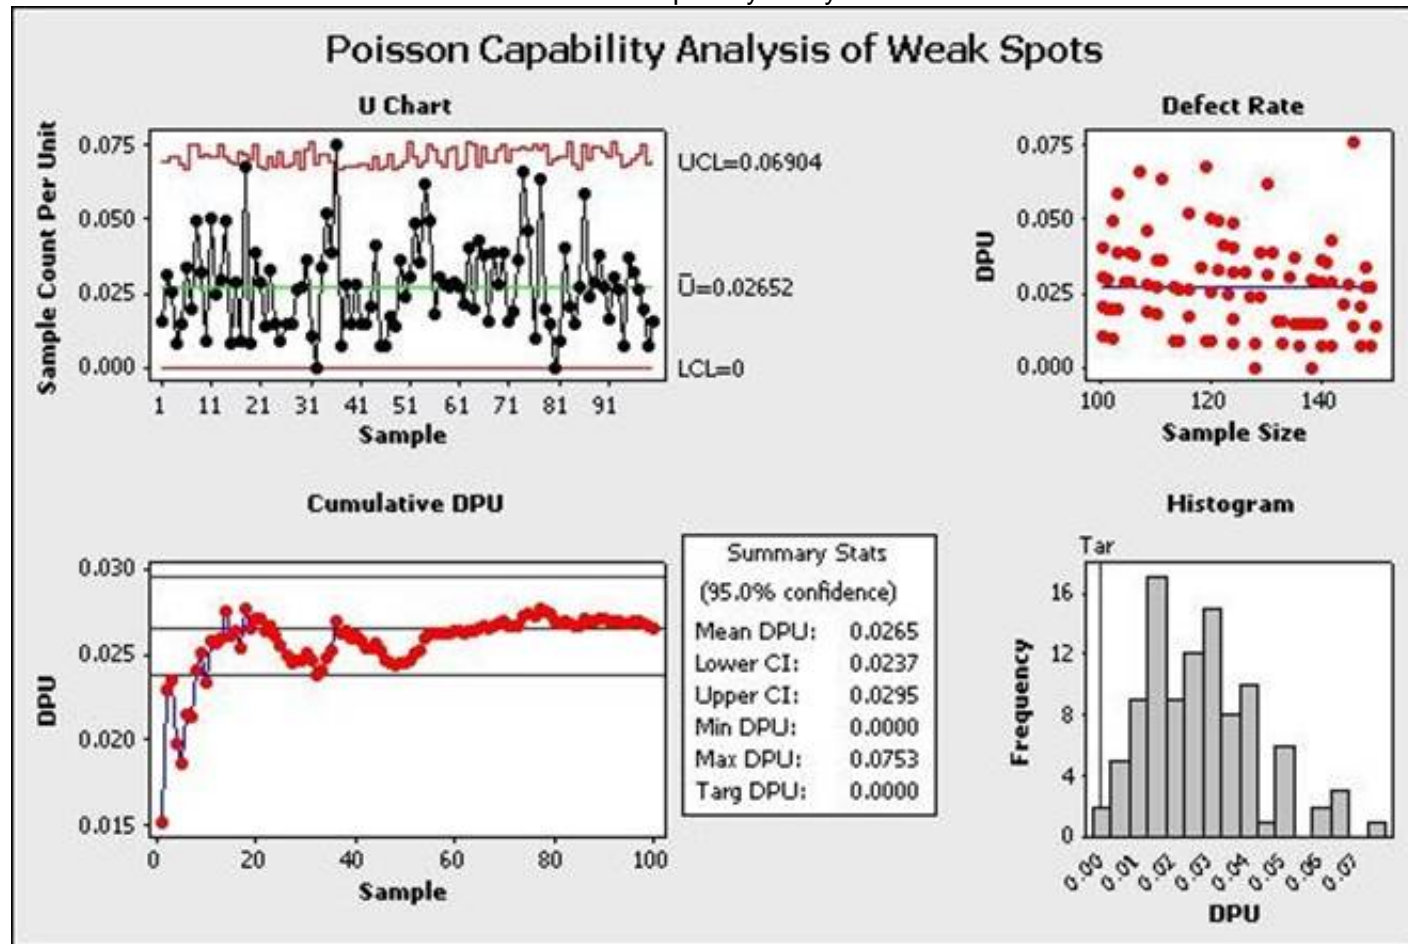 Poisson Capability Analysis of Weak Spots
U Chart
Sample Count Per Unit
0.075
0.050
0.025
0.000
UCL=0.06904
Ū=0.02652
LCL=0
1 11 21 31 41 51 61 71 81 91
Sample
Defect Rate
DPU
0.075
0.050
0.025
0.000
100 120 140
Sample Size
Cumulative DPU
DPU
0.030
0.025
0.020
0.015
0 20 40 60 80 100
Sample
Summary Stats
(95.0% confidence)
Mean DPU: 0.0265
Lower CI: 0.0237
Upper CI: 0.0295
Min DPU: 0.0000
Max DPU: 0.0753
Targ DPU: 0.0000
Histogram
Tar
Frequency
16
12
8
4
0
0.00 0.01 0.02 0.03 0.04 0.05 0.06 0.07
DPU